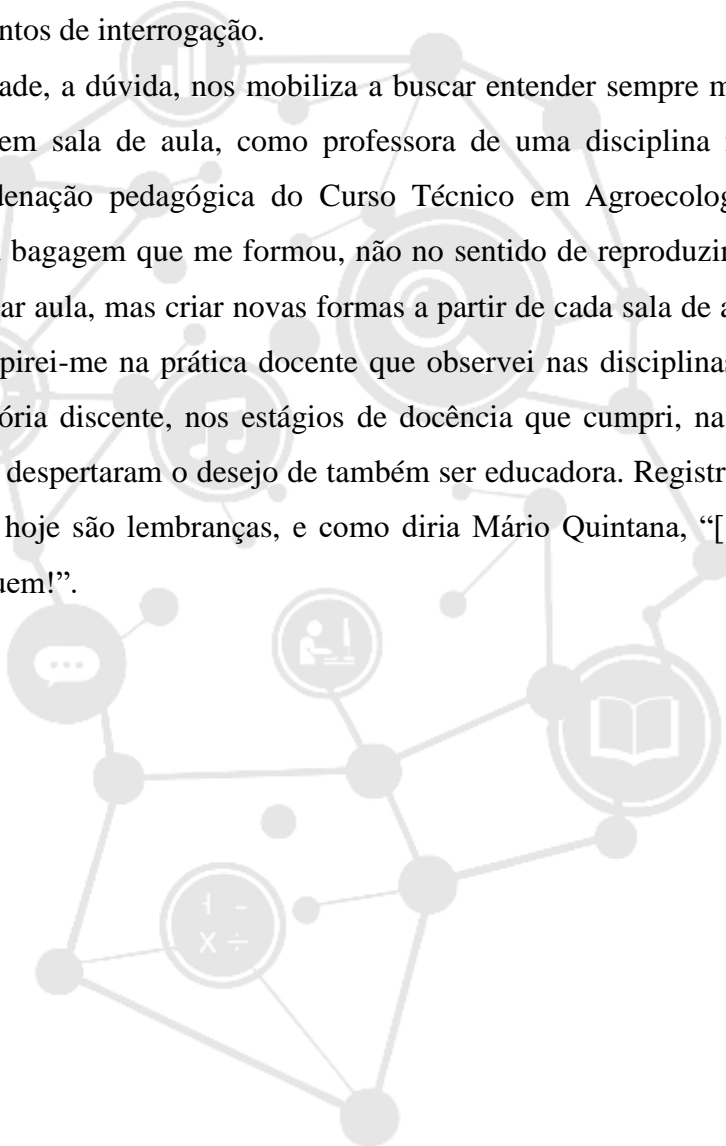 ntos de interrogação.
ade, a dúvida, nos mobiliza a buscar entender sempre m
em sala de aula, como professora de uma disciplina
denação pedagógica do Curso Técnico em Agroecolog
bagagem que me formou, não no sentido de reproduzir
ar aula, mas criar novas formas a partir de cada sala de a
pirei-me na prática docente que observei nas disciplinas
ória discente, nos estágios de docência que cumpri, na
despertaram o desejo de também ser educadora. Registr
hoje são lembranças, e como diria Mário Quintana, “[
uem!”.